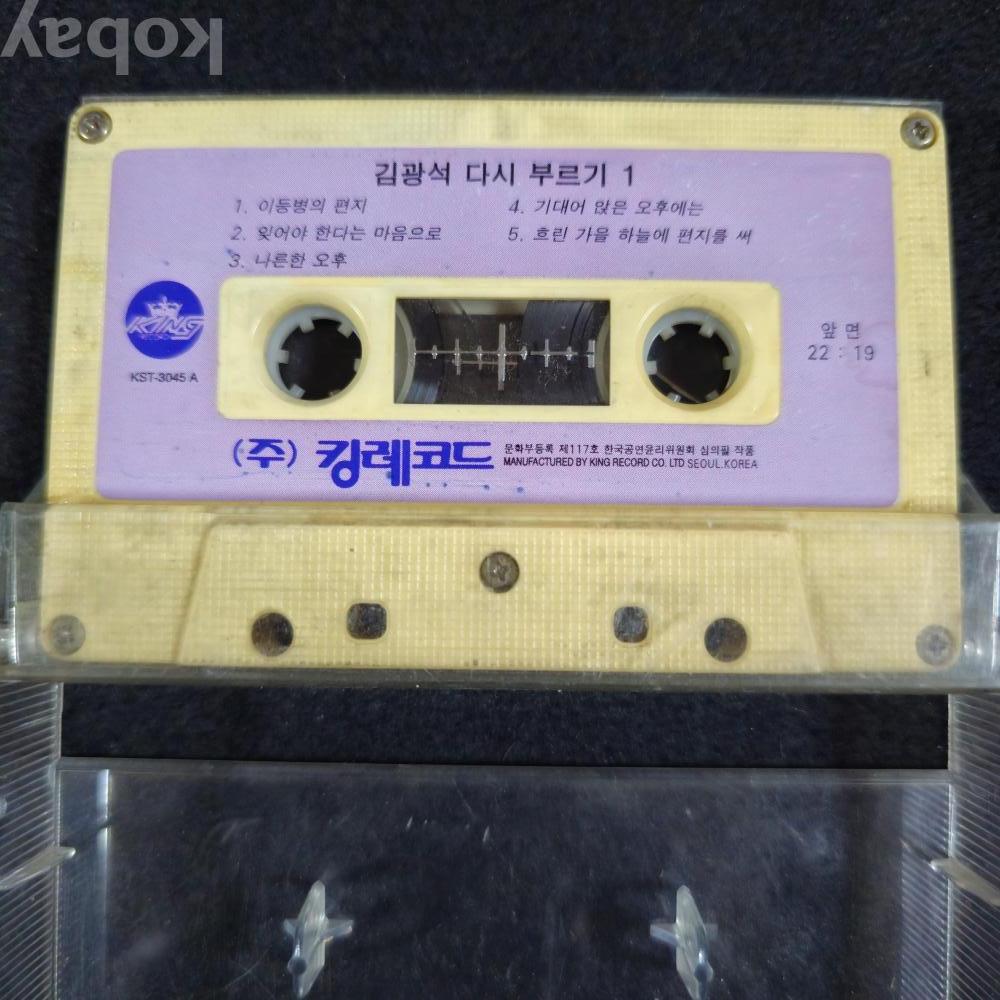 kobay
김광석 다시 부르기 1
1. 이등병의 편지
2. 잊어야 한다는 마음으로
3. 나른한 오후
4. 기대어 앉은 오후에는
5. 흐린 가을 하늘에 편지를 써
KING
RECORD
KST-3045 A
앞 면
22 : 19
(주) 킹레코드
문화부등록 제117호 한국공연윤리위원회 심의필 작품
MANUFACTURED BY KING RECORD CO. LTD SEOUL.KOREA